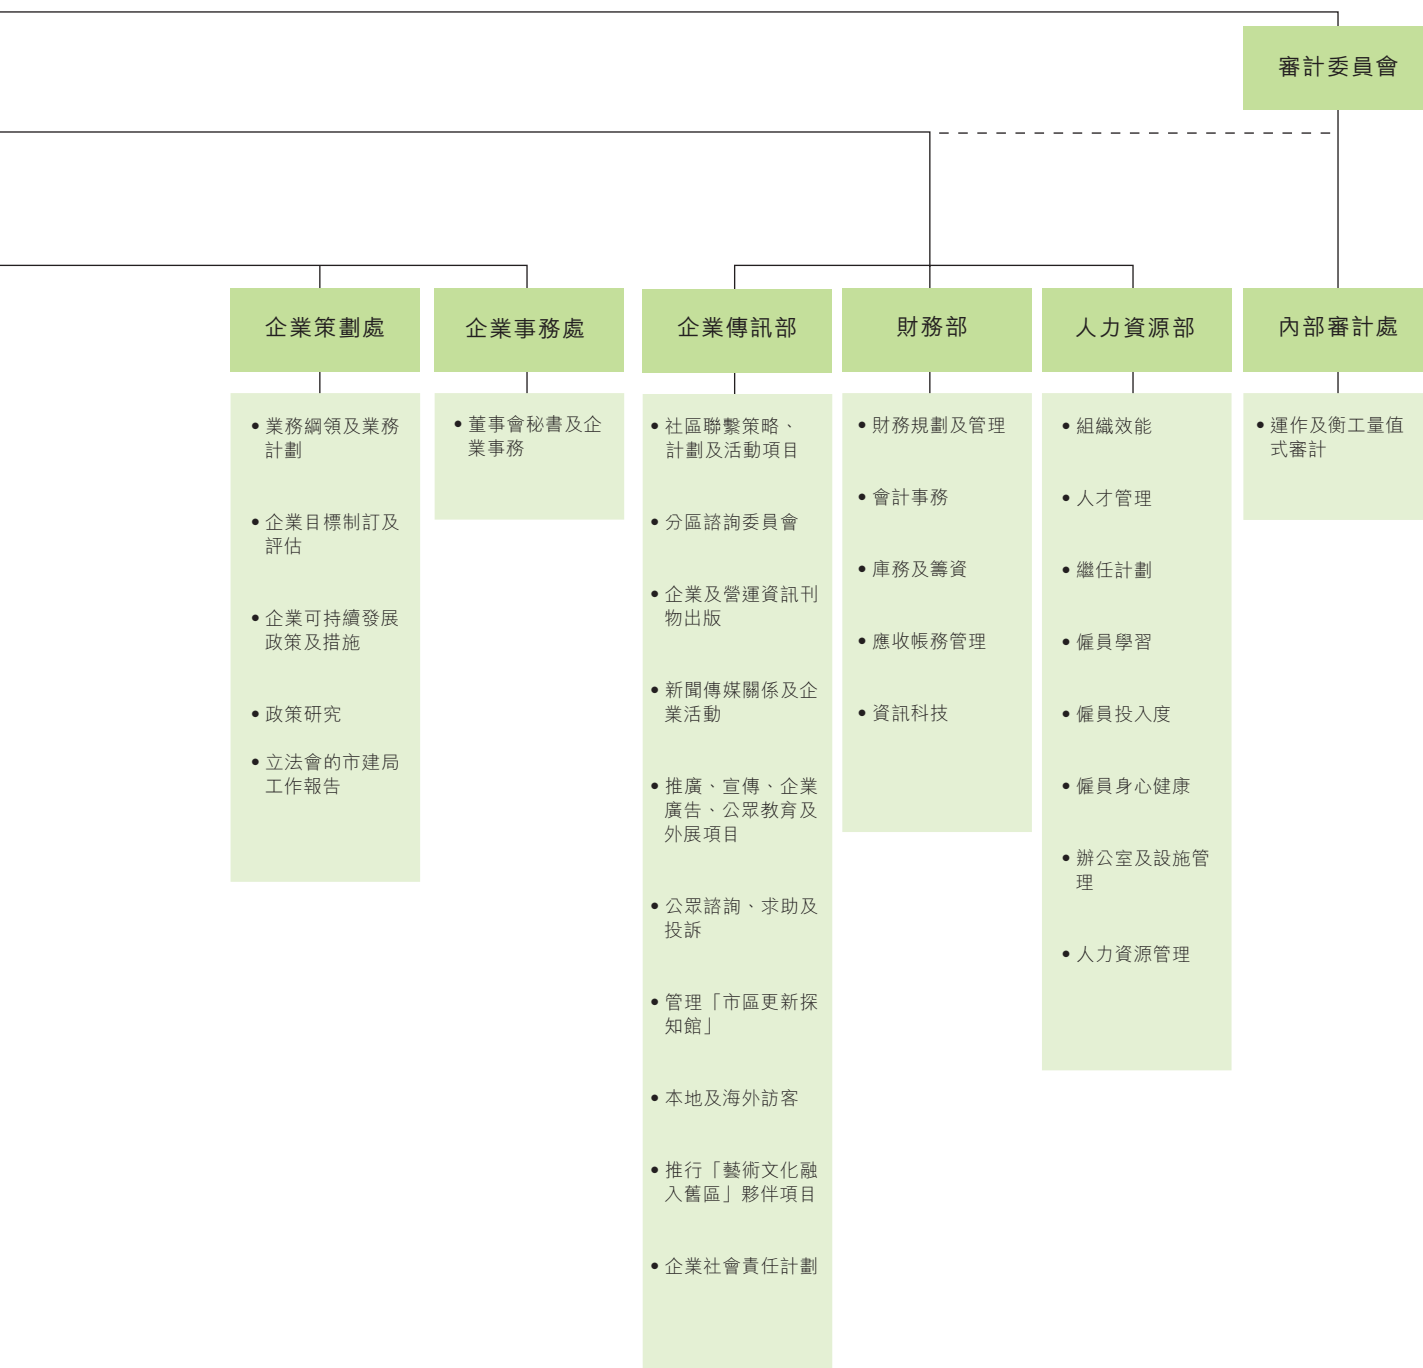 審計委員會
企業策劃處
• 業務綱領及業務
計劃
• 企業目標制訂及
評估
• 企業可持續發展
政策及措施
• 政策研究
• 立法會的市建局
工作報告
企業事務處
• 董事會秘書及企
業事務
企業傳訊部
• 社區聯繫策略、
計劃及活動項目
• 分區諮詢委員會
• 企業及營運資訊刊
物出版
• 新聞傳媒關係及企
業活動
• 推廣、宣傳、企業
廣告、公眾教育及
外展項目
• 公眾諮詢、求助及
投訴
• 管理「市區更新探
知館」
• 本地及海外訪客
• 推行「藝術文化融
入舊區」夥伴項目
• 企業社會責任計劃
財務部
• 財務規劃及管理
• 會計事務
• 庫務及籌資
• 應收帳務管理
• 資訊科技
人力資源部
• 組織效能
• 人才管理
• 繼任計劃
• 僱員學習
• 僱員投入度
• 僱員身心健康
• 辦公室及設施管
理
• 人力資源管理
內部審計處
• 運作及衡工量值
式審計